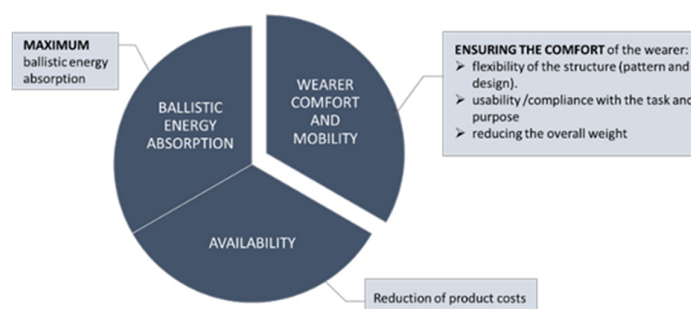 MAXIMUM
ballistic energy
absorption
BALLISTIC
ENERGY
ABSORPTION
WEARER
COMFORT
AND
MOBILITY
ENSURING THE COMFORT of the wearer:
➢ flexibility of the structure (pattern and
design).
➢ usability /compliance with the task and
purpose
➢ reducing the overall weight
AVAILABILITY
Reduction of product costs